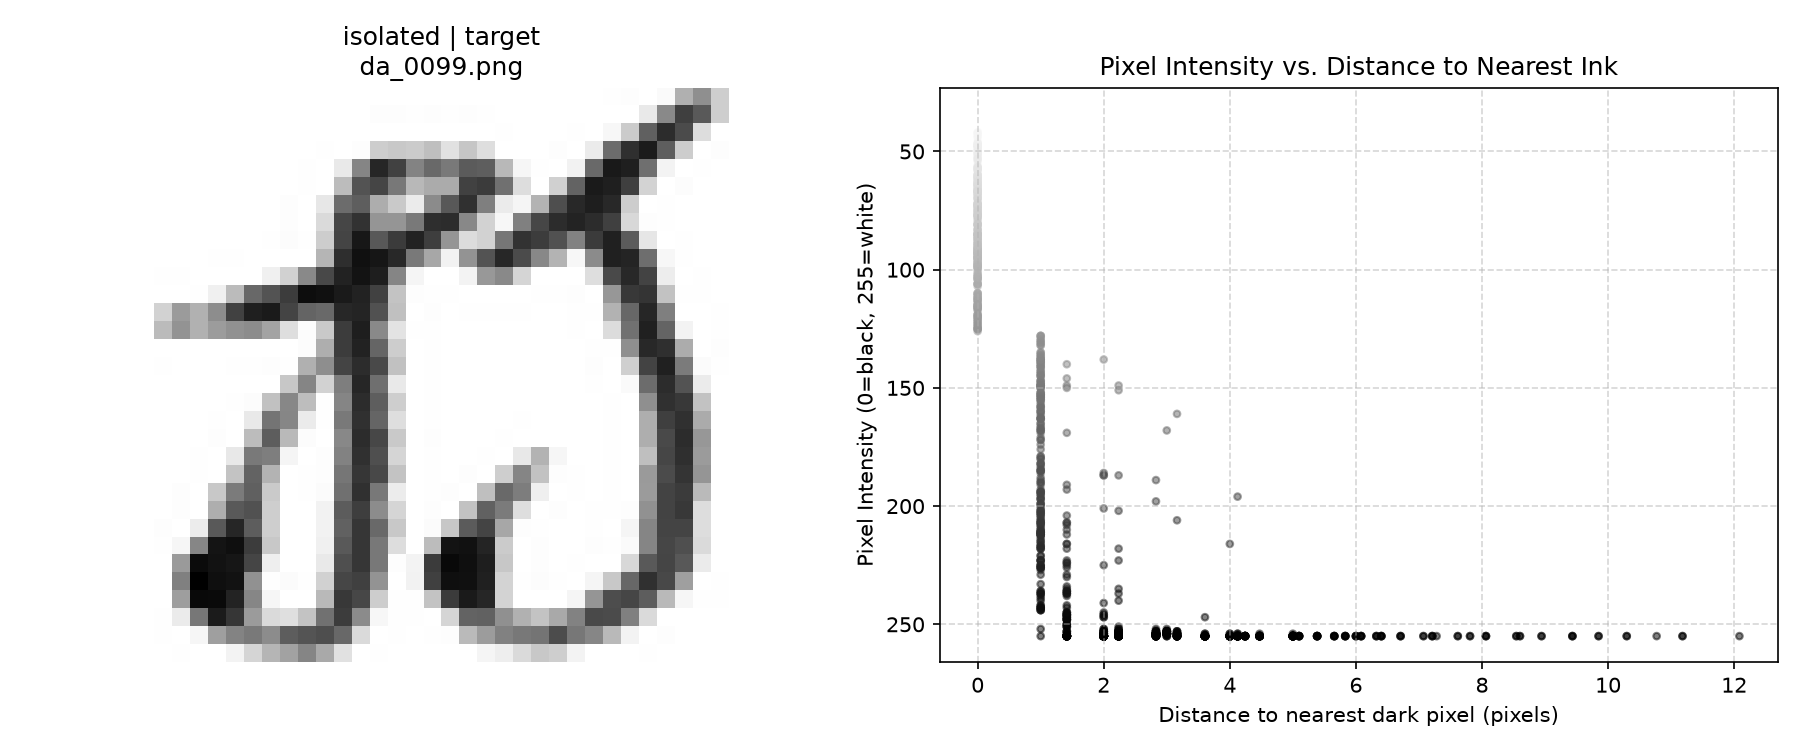 isolated | target
da_0099.png
Pixel Intensity vs. Distance to Nearest Ink
Pixel Intensity (0=black, 255=white)
50
100
150
200
250
0 2 4 6 8 10 12
Distance to nearest dark pixel (pixels)